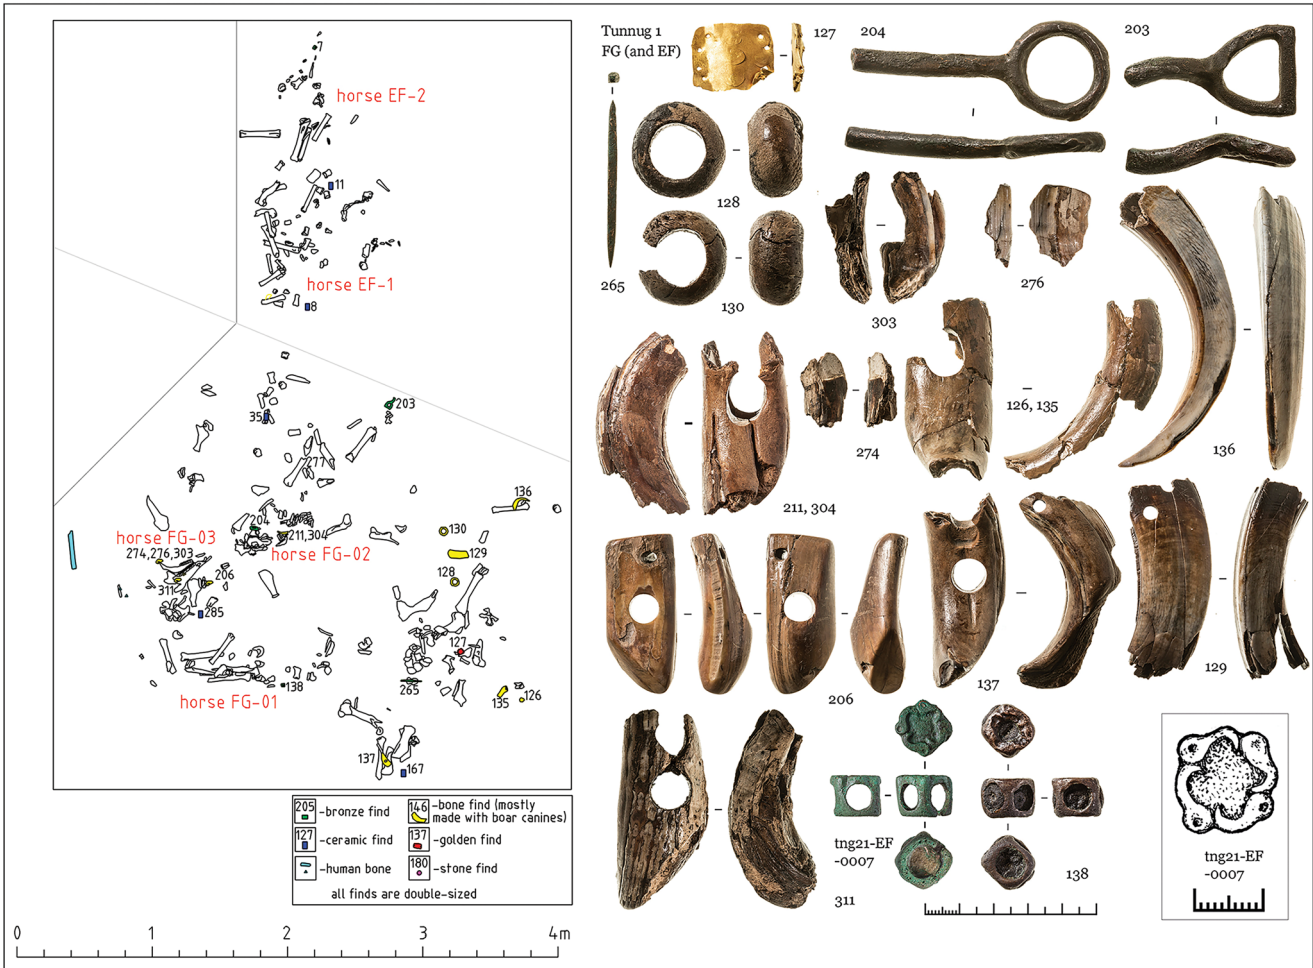 7
horse EF-2
11
horse EF-1
8
35
203
277
136
204
211,304
130
horse FG-03
horse FG-02
274,276,303
129
311
206
128
285
127
138
265
135
126
horse FG-01
137
167
205 -bronze find
146 -bone find (mostly
made with boar canines)
127 -ceramic find
137 -golden find
-human bone
180 -stone find
all finds are double-sized
0 1 2 3 4m
Tunnug 1
FG (and EF)
127
204
203
265
128
130
303
276
136
211, 304
274
126, 135
206
137
129
tng21-EF
-0007
138
311
tng21-EF
-0007